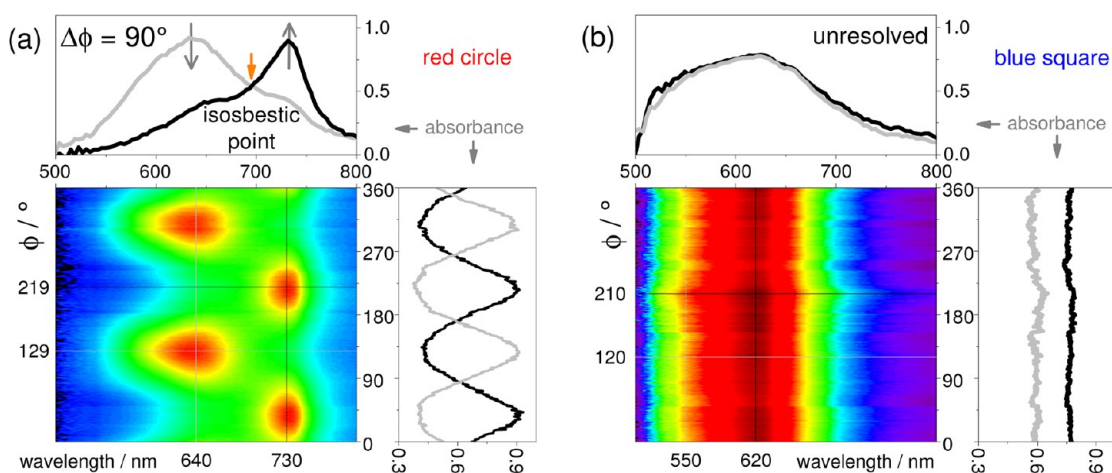 (a) Δϕ = 90°
isosbestic
point
1.0
0.5
0.0
red circle
absorbance
500 600 700 800
ϕ / °
219
129
360
270
180
90
0
wavelength / nm 640 730
0.3 0.6 0.9
(b) unresolved
1.0
0.5
0.0
blue square
absorbance
500 600 700 800
ϕ / °
210
120
360
270
180
90
0
550 620 wavelength / nm
0.3 0.6 0.9